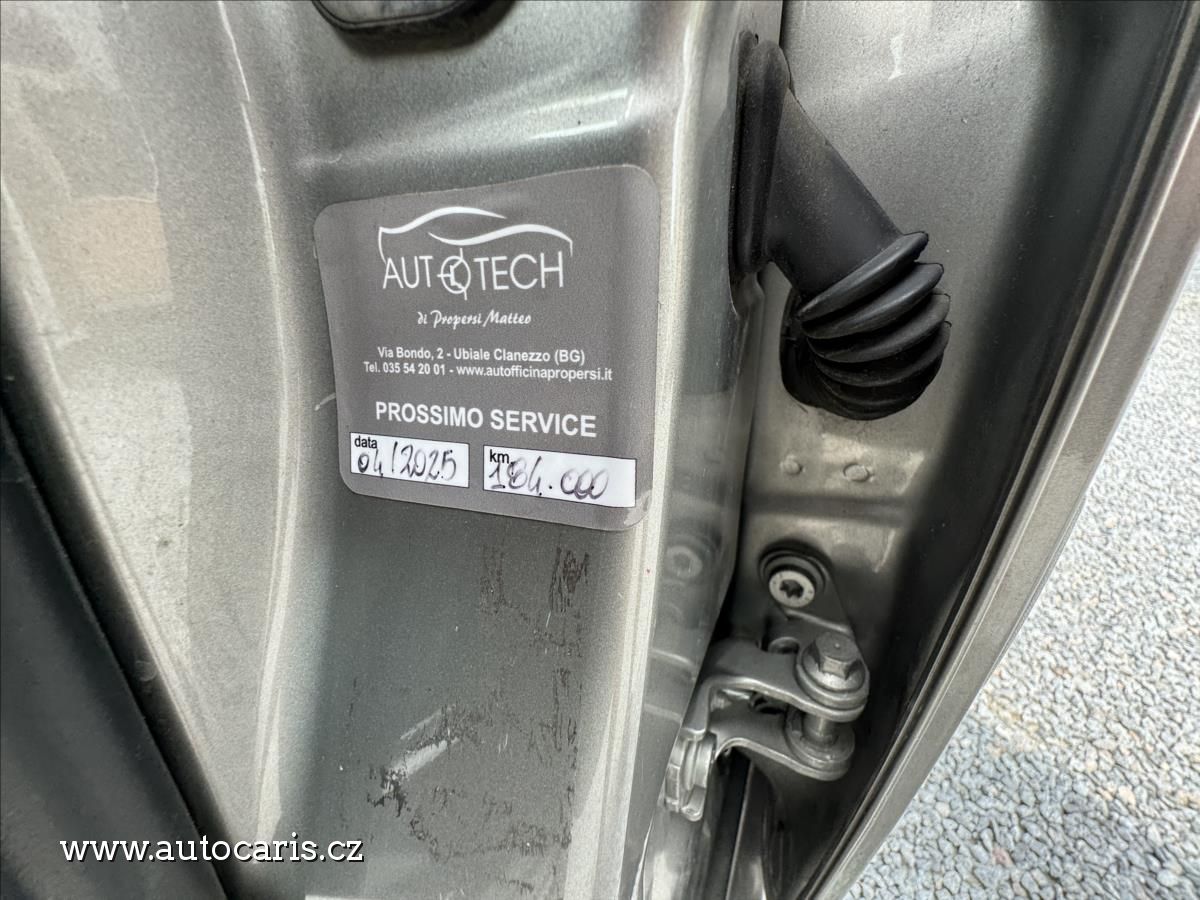 AUTOTECH
di Propersi Matteo
Via Bondo, 2 - Ubiale Clanezzo (BG)
Tel. 035 54 20 01 - www.autofficinapropersi.it
PROSSIMO SERVICE
data 04/2025 km 184.000
www.autocaris.cz